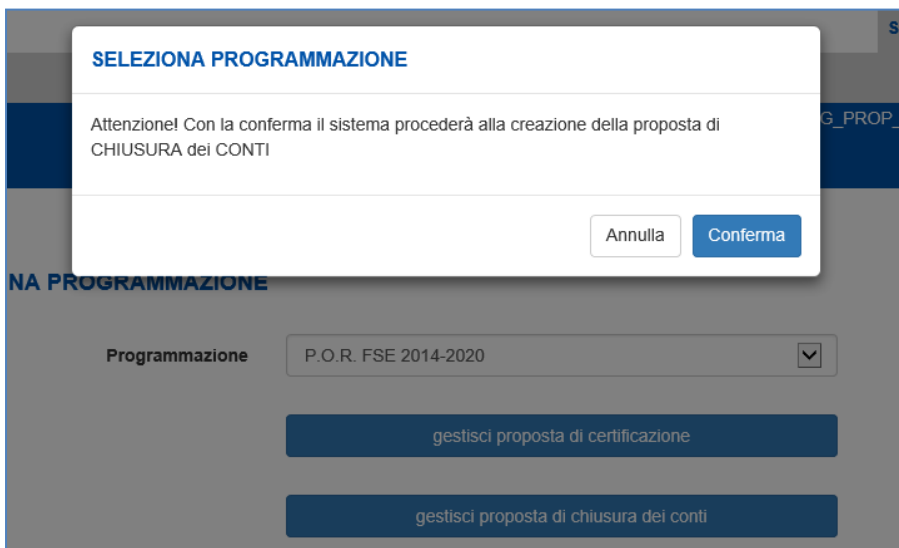 S
SELEZIONA PROGRAMMAZIONE
Attenzione! Con la conferma il sistema procederà alla creazione della proposta di
CHIUSURA dei CONTI
G_PROP_
Annulla
Conferma
NA PROGRAMMAZIONE
Programmazione
P.O.R. FSE 2014-2020
gestisci proposta di certificazione
gestisci proposta di chiusura dei conti